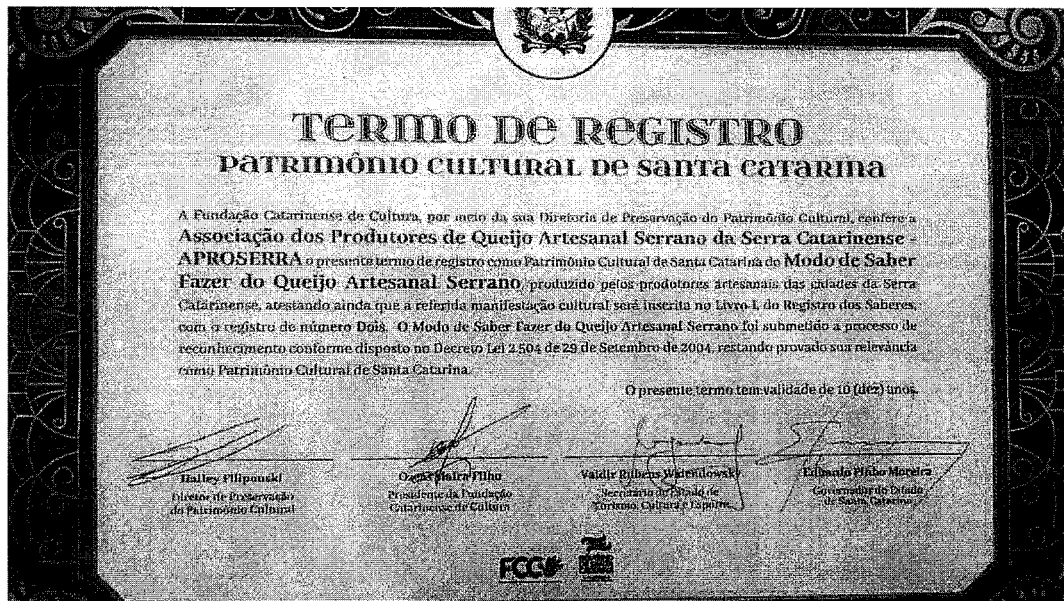 TERMO DE REGISTRO
PATRIMÔNIO CULTURAL DE SANTA CATARINA
A Fundação Catarinense de Cultura, por meio da sua Diretoria de Preservação do Patrimônio Cultural, confere a
Associação dos Produtores de Queijo Artesanal Serrano da Serra Catarinense -
APROSERRA o presente termo de registro como Patrimônio Cultural de Santa Catarina do Modo de Saber
Fazer do Queijo Artesanal Serrano, produzido pelos produtores artesanais das cidades da Serra
Catarinense, atestando ainda que a referida manifestação cultural será inscrita no Livro I, do Registro dos Saberes,
com o registro de número Dois. O Modo de Saber Fazer do Queijo Artesanal Serrano foi submetido a processo de
reconhecimento conforme disposto no Decreto Lei 2.504 de 29 de Setembro de 2004, restando provado sua relevância
como Patrimônio Cultural de Santa Catarina.
O presente termo tem validade de 10 (dez) anos.
Halley Filipouski
Diretor de Preservação
do Patrimônio Cultural
Filho
Presidente da Fundação
Catarinense de Cultura
Valdir Rubens
Secretário de Estado de
Turismo, Cultura e Esporte
Eduardo Pinho Moreira
Governador do Estado
de Santa Catarina
FCC